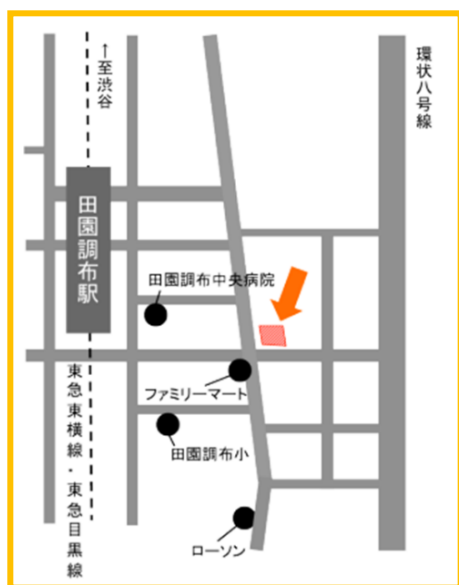 ↑至渋谷
環状八号線
田園調布駅
田園調布中央病院
ファミリーマート
田園調布小
東急東横線・東急目黒線
ローソン